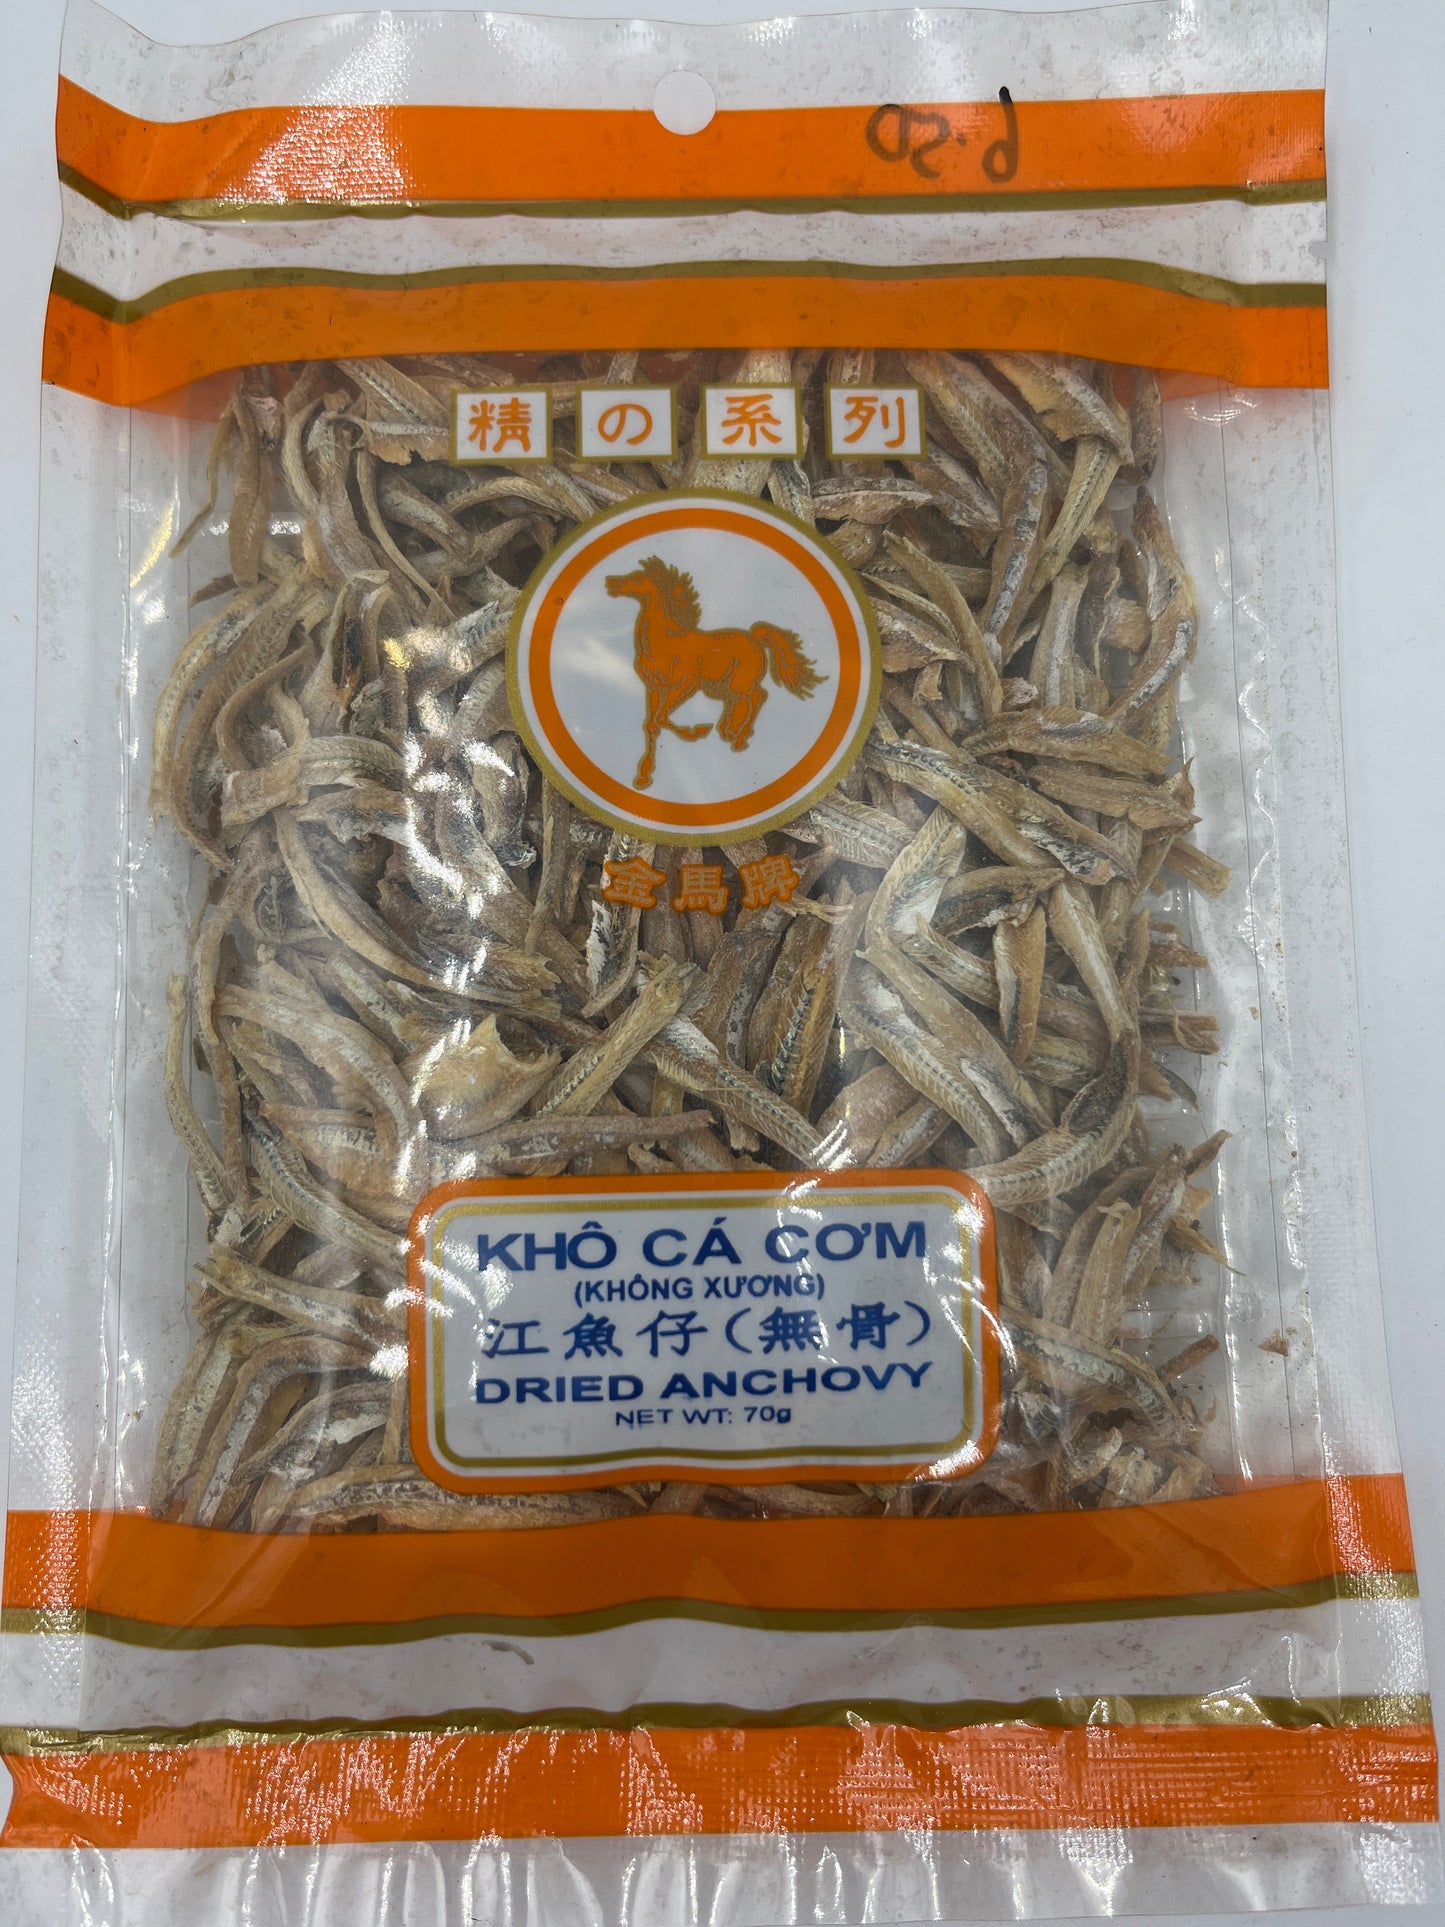 6.50
精の系列
金馬牌
KHÔ CÁ CƠM
(KHÔNG XƯƠNG)
江魚仔(無骨)
DRIED ANCHOVY
NET WT: 70g